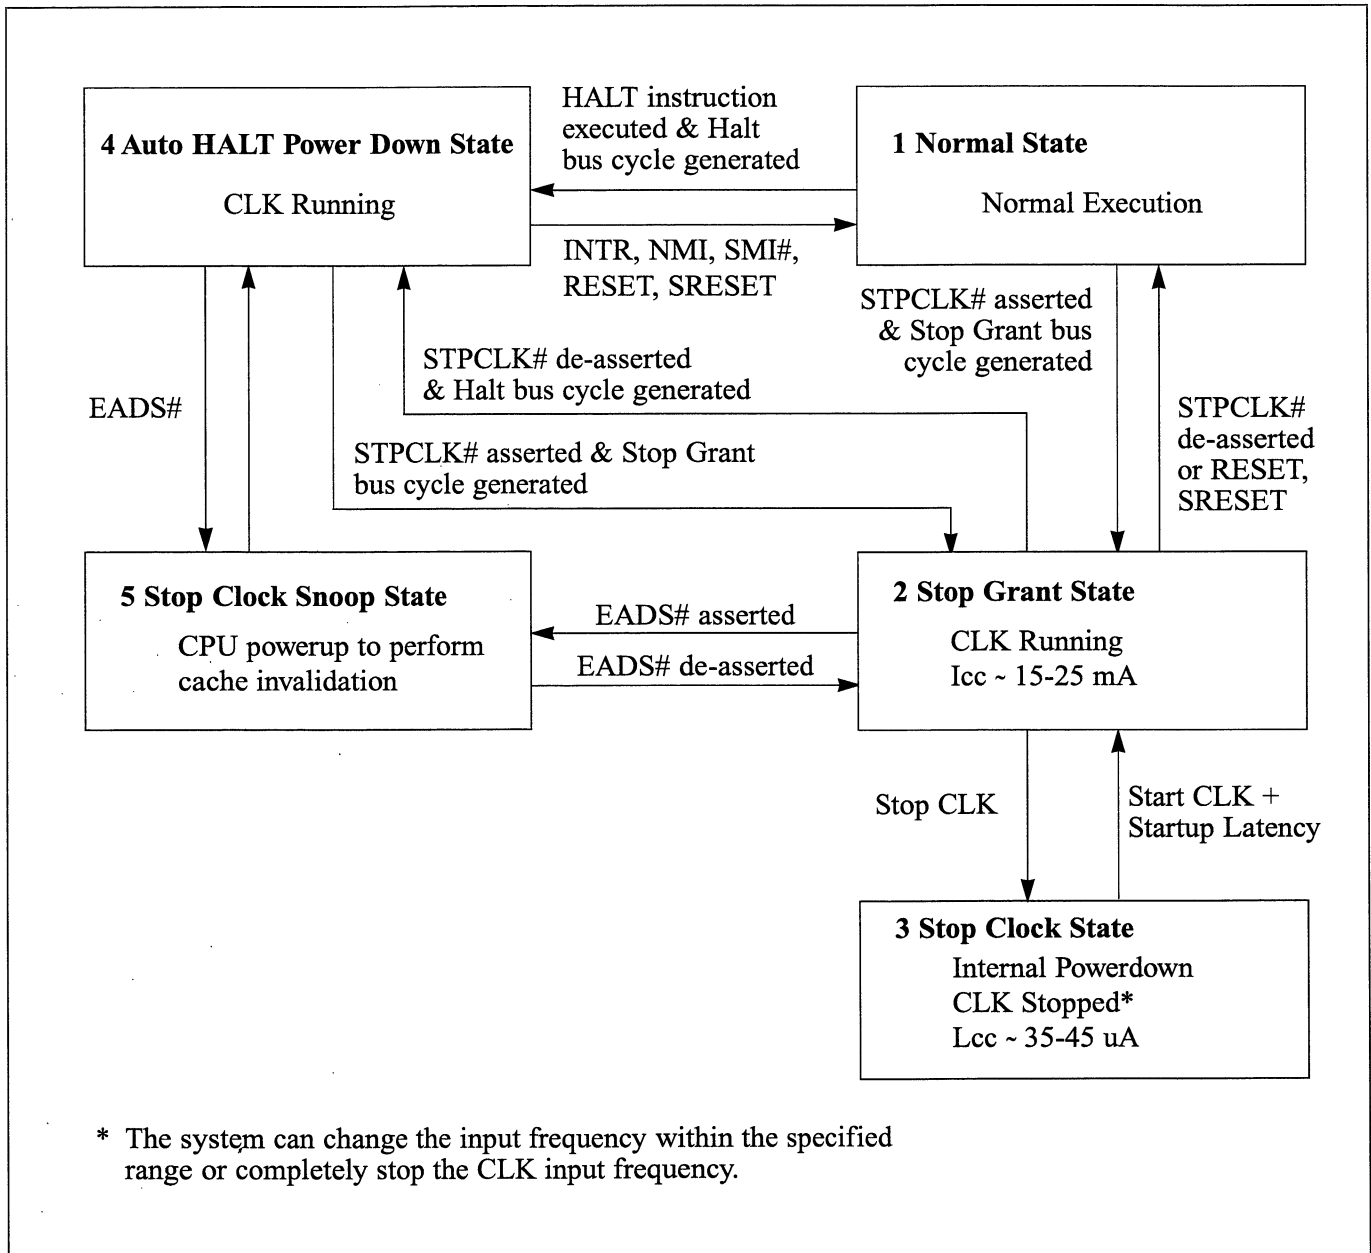 4 Auto HALT Power Down State
CLK Running
HALT instruction
executed & Halt
bus cycle generated
1 Normal State
Normal Execution
INTR, NMI, SMI#,
RESET, SRESET
STPCLK# asserted
& Stop Grant bus
cycle generated
STPCLK# de-asserted
& Halt bus cycle generated
EADS#
STPCLK#
de-asserted
or RESET,
SRESET
STPCLK# asserted & Stop Grant
bus cycle generated
5 Stop Clock Snoop State
CPU powerup to perform
cache invalidation
EADS# asserted
EADS# de-asserted
2 Stop Grant State
CLK Running
Icc ~ 15-25 mA
Stop CLK
Start CLK +
Startup Latency
3 Stop Clock State
Internal Powerdown
CLK Stopped*
Lcc ~ 35-45 uA
* The system can change the input frequency within the specified
range or completely stop the CLK input frequency.